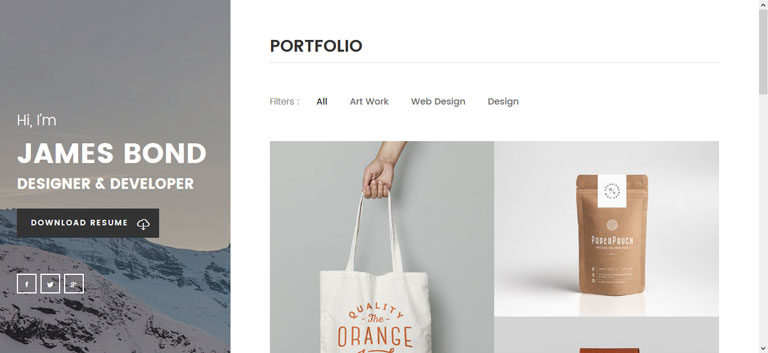 Hi, I'm
JAMES BOND
DESIGNER & DEVELOPER
DOWNLOAD RESUME
f
g+
PORTFOLIO
Filters :
All
Art Work
Web Design
Design
QUALITY
The
ORANGE
PAPERPOUCH